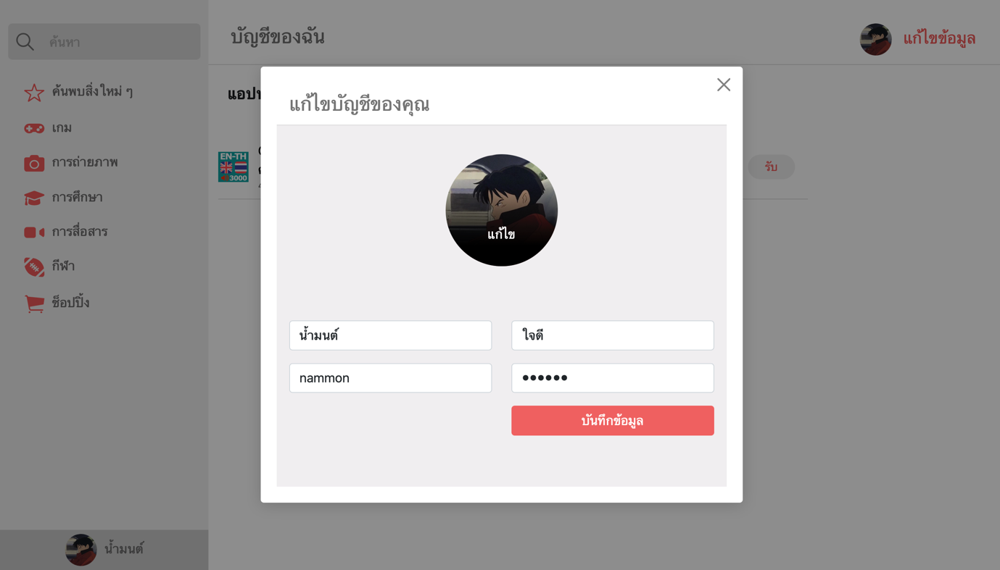 ค้นหา
บัญชีของฉัน
แก้ไขข้อมูล
ค้นพบสิ่งใหม่ ๆ
เกม
การถ่ายภาพ
การศึกษา
การสื่อสาร
กีฬา
ช็อปปิ้ง
น้ำมนต์
EN-TH
3000
รับ
แก้ไขบัญชีของคุณ
แก้ไข
น้ำมนต์
ใจดี
nammon
●●●●●●
บันทึกข้อมูล